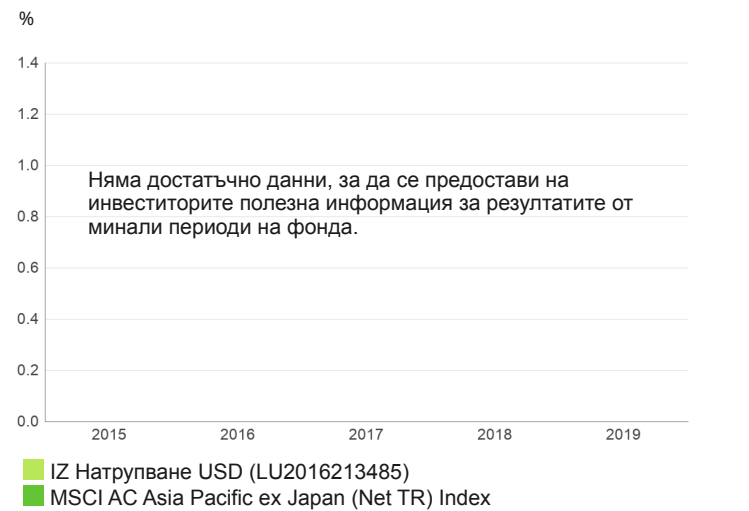 %
1.4
1.2
1.0
Няма достатъчно данни, за да се предостави на
инвеститорите полезна информация за резултатите от
0.8
минали периоди на фонда.
0.6
0.4
0.2
0.0
2015 2016 2017 2018 2019
IZ Натрупване USD (LU2016213485)
MSCI AC Asia Pacific ex Japan (Net TR) Index